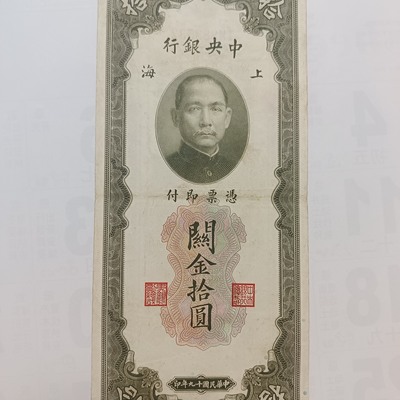 中央銀行
上海
憑票即付
關金拾圓
中華民國十九年印